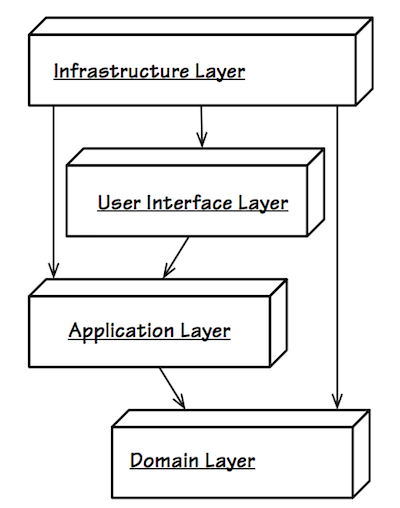 Infrastructure Layer
User Interface Layer
Application Layer
Domain Layer